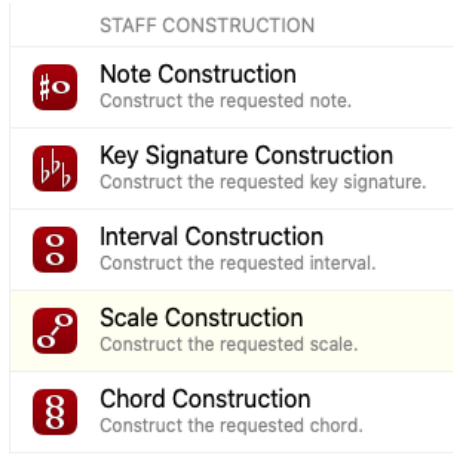 STAFF CONSTRUCTION
Note Construction
Construct the requested note.
Key Signature Construction
Construct the requested key signature.
Interval Construction
Construct the requested interval.
Scale Construction
Construct the requested scale.
Chord Construction
Construct the requested chord.